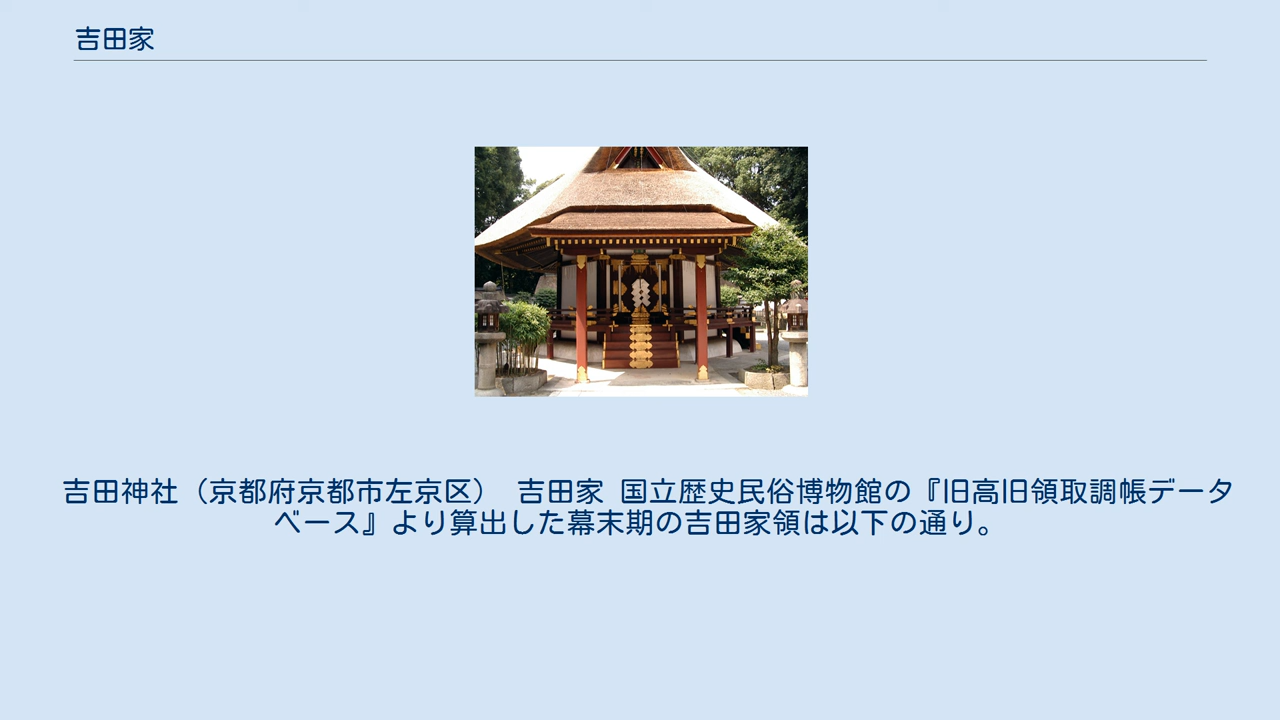 吉田家
吉田神社（京都府京都市左京区） 吉田家 国立歴史民俗博物館の『旧高旧領取調帳データ
ベース』より算出した幕末期の吉田家領は以下の通り。